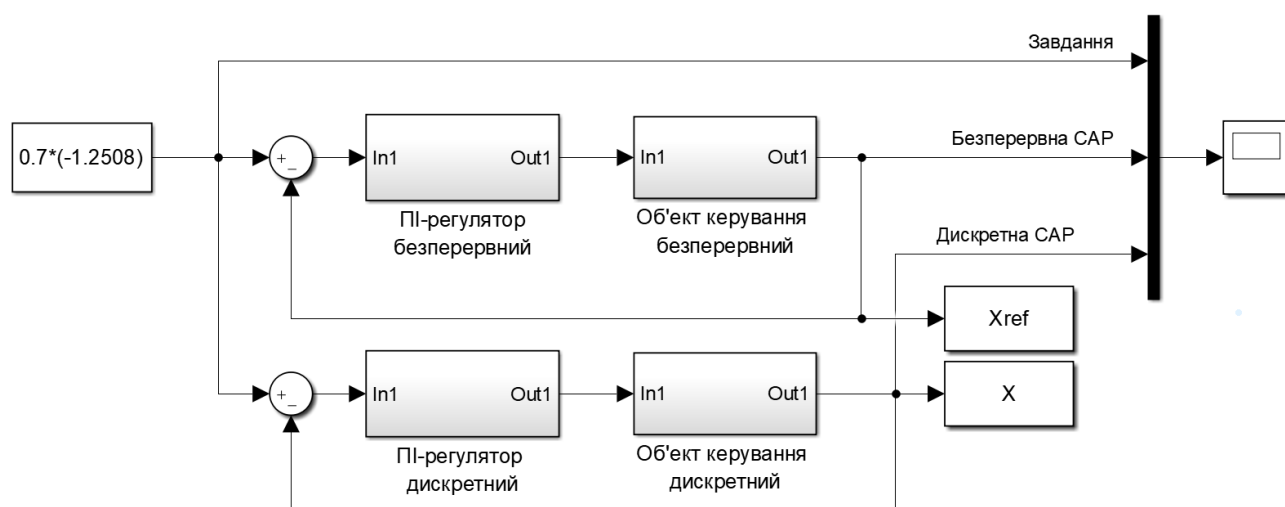 Завдання
0.7*(-1.2508)
+
−
In1
Out1
In1
Out1
Безперервна САР
ПІ-регулятор
безперервний
Об'єкт керування
безперервний
Дискретна САР
Xref
+
−
In1
Out1
In1
Out1
X
ПІ-регулятор
дискретний
Об'єкт керування
дискретний